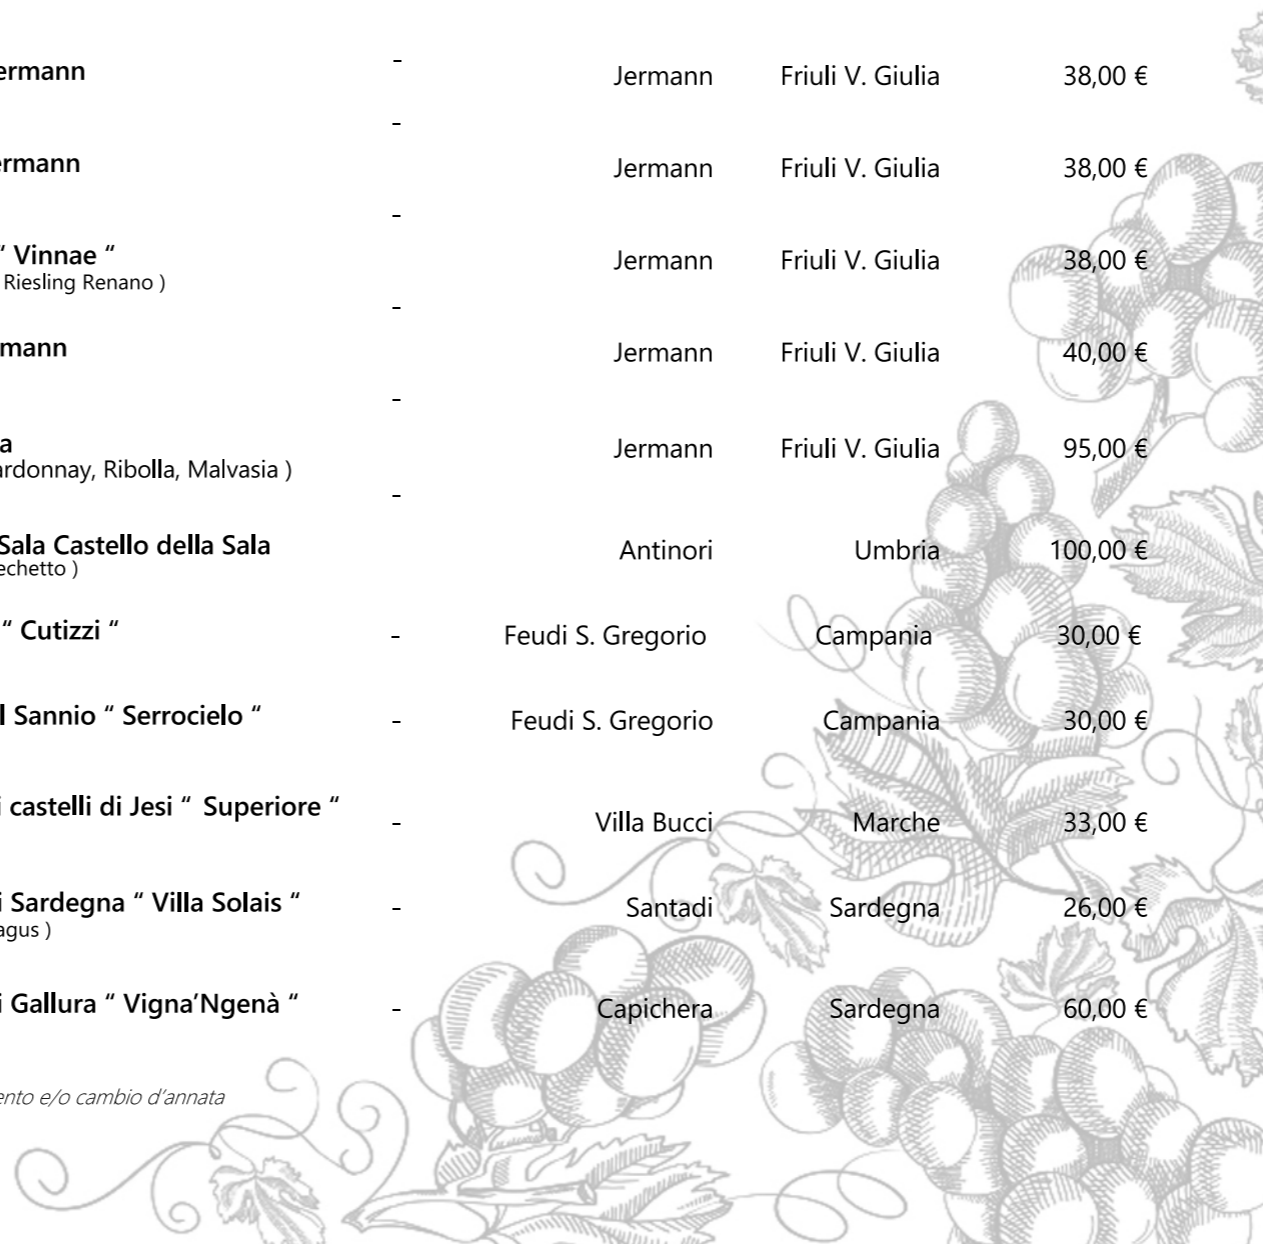 ermann - Jermann Friuli V. Giulia 38,00 €
-
ermann Jermann Friuli V. Giulia 38,00 €
-
“ Vinnae “ Jermann Friuli V. Giulia 38,00 €
Riesling Renano )
-
mann Jermann Friuli V. Giulia 40,00 €
-
a Jermann Friuli V. Giulia 95,00 €
ardonnay, Ribolla, Malvasia )
-
Sala Castello della Sala Antinori Umbria 100,00 €
echetto )
“ Cutizzi “ - Feudi S. Gregorio Campania 30,00 €
l Sannio “ Serrocielo “ - Feudi S. Gregorio Campania 30,00 €
i castelli di Jesi “ Superiore “ - Villa Bucci Marche 33,00 €
i Sardegna “ Villa Solais “ - Santadi Sardegna 26,00 €
agus )
i Gallura “ Vigna’Ngenà “ - Capichera Sardegna 60,00 €
ento e/o cambio d’annata